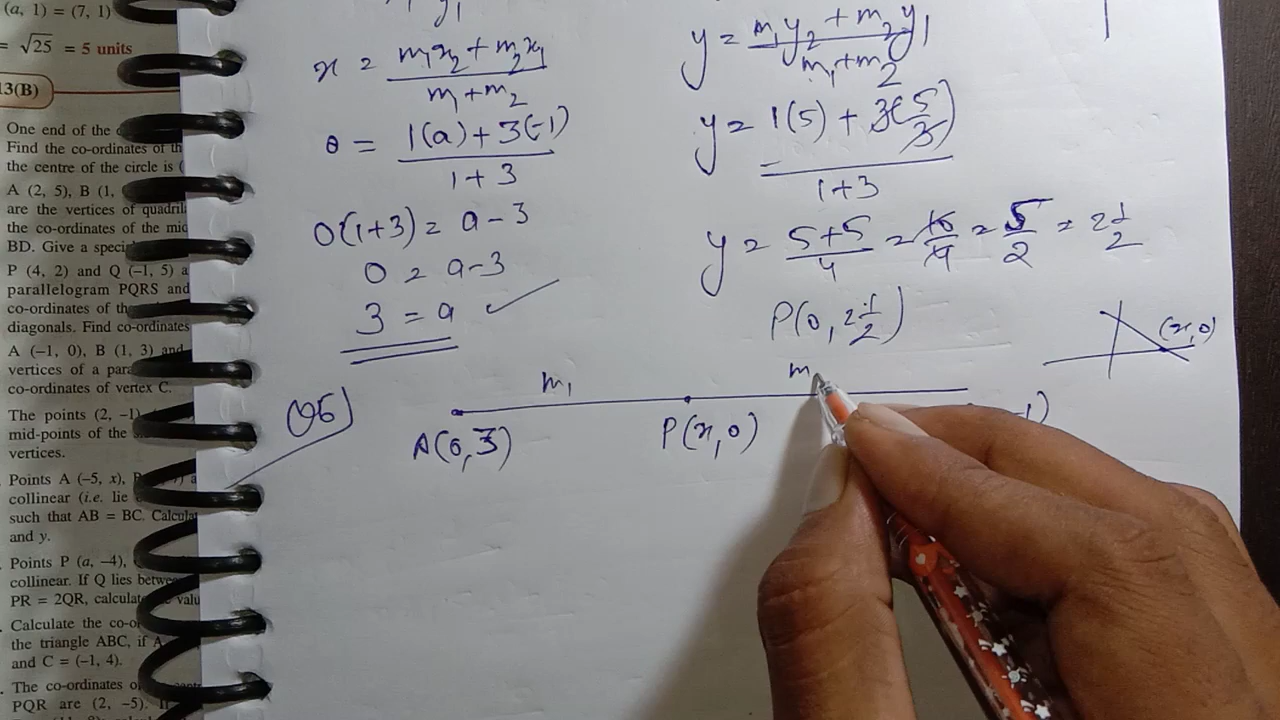 (a, 1) = (7, 1)
= √25 = 5 units
13(B)
One end of the
Find the co-ordinates of th
the centre of the circle is (
A (2, 5), B (1,
are the vertices of quadril
the co-ordinates of the mid
BD. Give a speci
P (4, 2) and Q (–1, 5) a
parallelogram PQRS and
co-ordinates of the
diagonals. Find co-ordinates
A (–1, 0), B (1, 3) and
vertices of a para
co-ordinates of vertex C.
The points (2, –1)
mid-points of the
vertices.
Points A (–5, x), B
collinear (i.e. lie
such that AB = BC. Calculat
and y.
Points P (a, –4),
collinear. If Q lies betwe
PR = 2QR, calculat valu
Calculate the co-o
the triangle ABC, if A
and C = (–1, 4).
The co-ordinates o
PQR are (2, –5). I
y₁
x = (m₁x₂ + m₂x₁)/(m₁ + m₂)
0 = (1(a) + 3(-1))/(1 + 3)
0(1+3) = a - 3
0 = a - 3
3 = a ✓
y = (m₁y₂ + m₂y₁)/(m₁ + m₂)
y = (1(5) + 3(5/3))/(1+3)
y = (5+5)/4 = 10/4 = 5/2 = 2 1/2
P(0, 2 1/2)
(x, 0)
Q5)
m₁ m
A(0, 3) P(x, 0) -1)